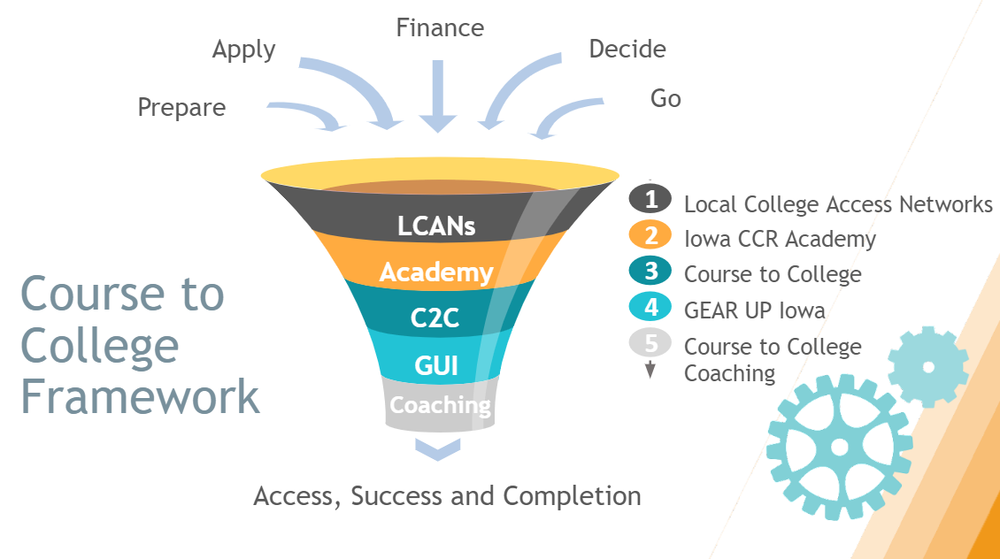 Finance
Apply
Decide
Prepare
Go
LCANs
Academy
C2C
GUI
Coaching
1 Local College Access Networks
2 Iowa CCR Academy
3 Course to College
4 GEAR UP Iowa
5 Course to College
Coaching
Course to
College
Framework
Access, Success and Completion